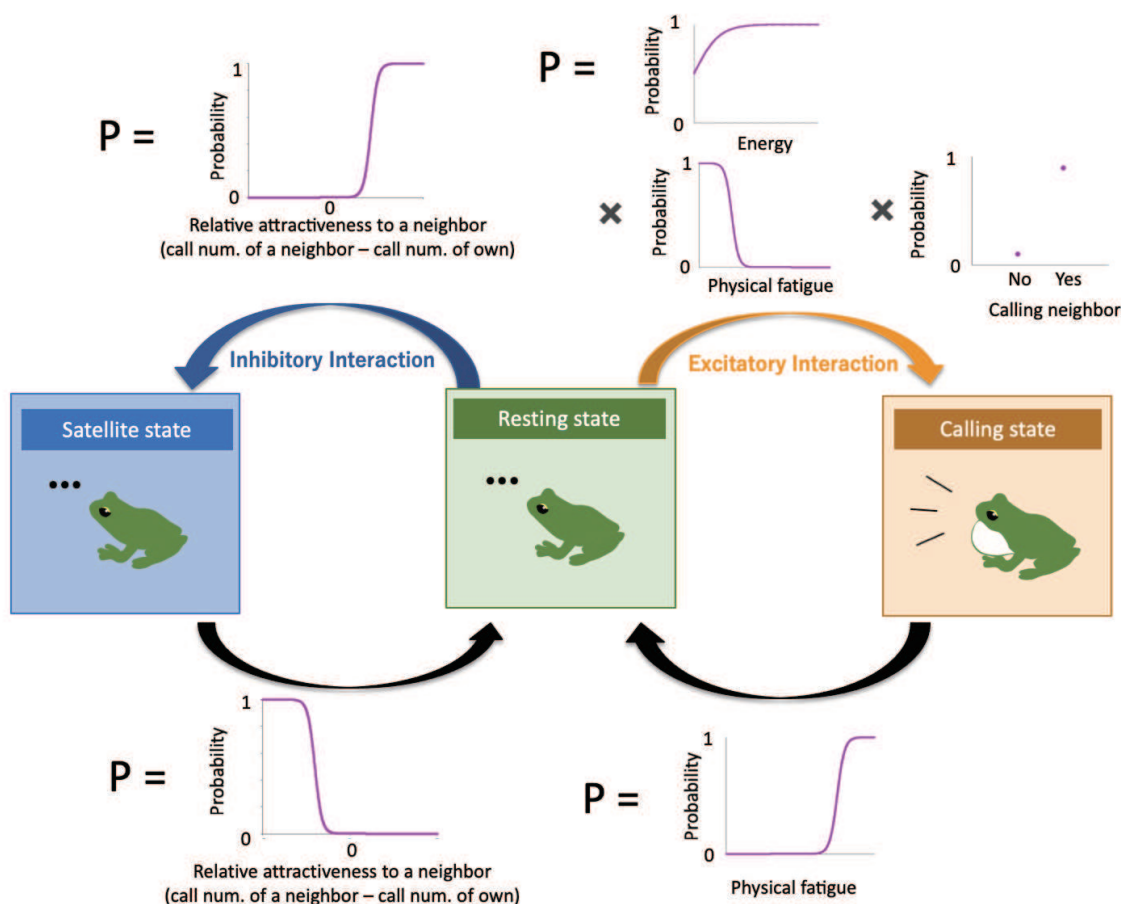 P =
1
Probability
0
0
Relative attractiveness to a neighbor
(call num. of a neighbor – call num. of own)
P =
1
Probability
0
Energy
×
1
Probability
0
Physical fatigue
×
1
Probability
0
No Yes
Calling neighbor
Inhibitory Interaction
Excitatory Interaction
Satellite state
...
Resting state
...
Calling state
P =
1
Probability
0
0
Relative attractiveness to a neighbor
(call num. of a neighbor – call num. of own)
P =
1
Probability
0
Physical fatigue